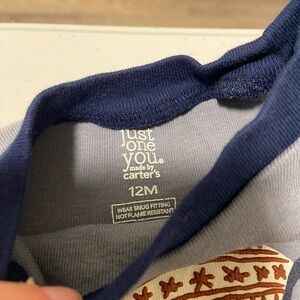 just
one
you®
made by
carter's
12M
WEAR SNUG FITTING
NOT FLAME RESISTANT